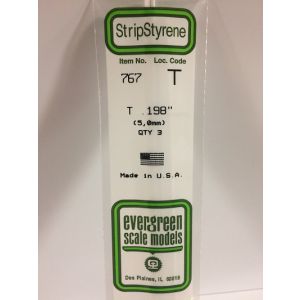 StripStyrene
Item No. Loc. Code
767 T
T .198"
(5,0mm)
QTY 3
Made in U.S.A.
evergreen
scale models
Des Plaines, IL 60018